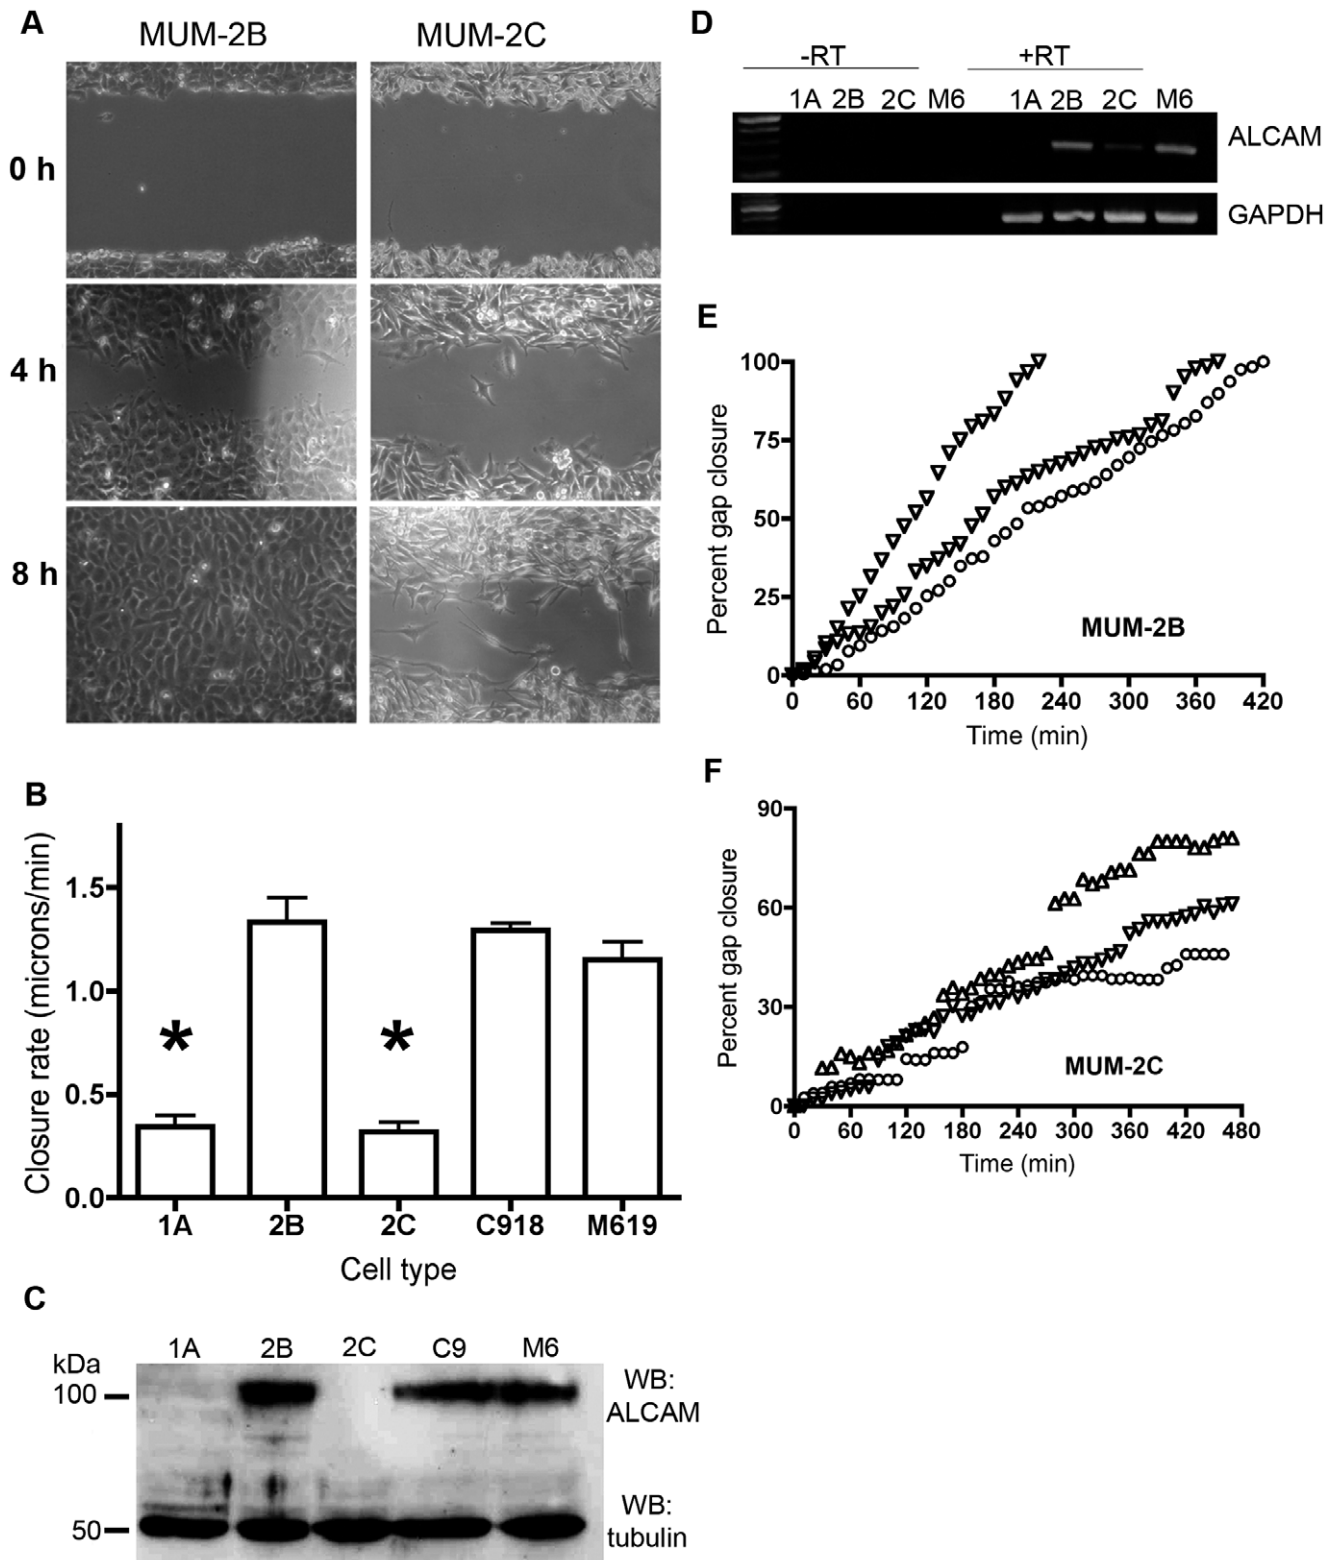 A
MUM-2B
MUM-2C
0 h
4 h
8 h
B
Closure rate (microns/min)
1.5
1.0
0.5
0.0
*
*
1A
2B
2C
C918
M619
Cell type
C
1A
2B
2C
C9
M6
kDa
100
50
WB:
ALCAM
WB:
tubulin
D
-RT
+RT
1A 2B 2C M6
1A 2B 2C M6
ALCAM
GAPDH
E
Percent gap closure
100
75
50
25
0
MUM-2B
0 60 120 180 240 300 360 420
Time (min)
F
Percent gap closure
90
60
30
0
MUM-2C
0 60 120 180 240 300 360 420 480
Time (min)